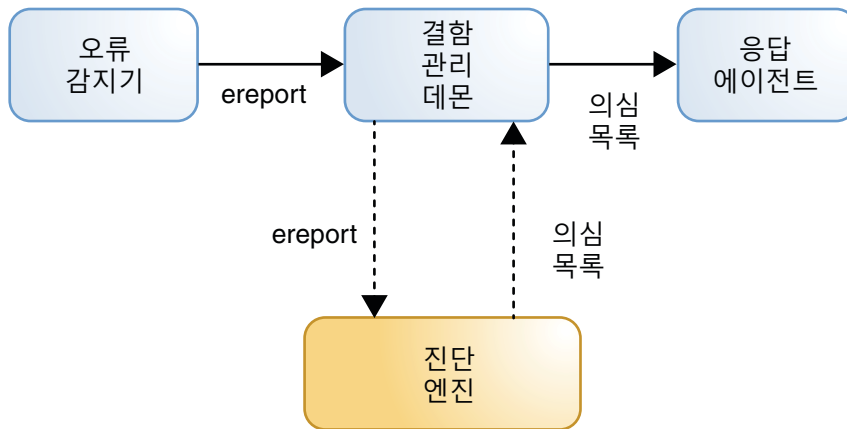 오류
감지기
ereport
결함
관리
데몬
의심
목록
응답
에이전트
ereport
의심
목록
진단
엔진